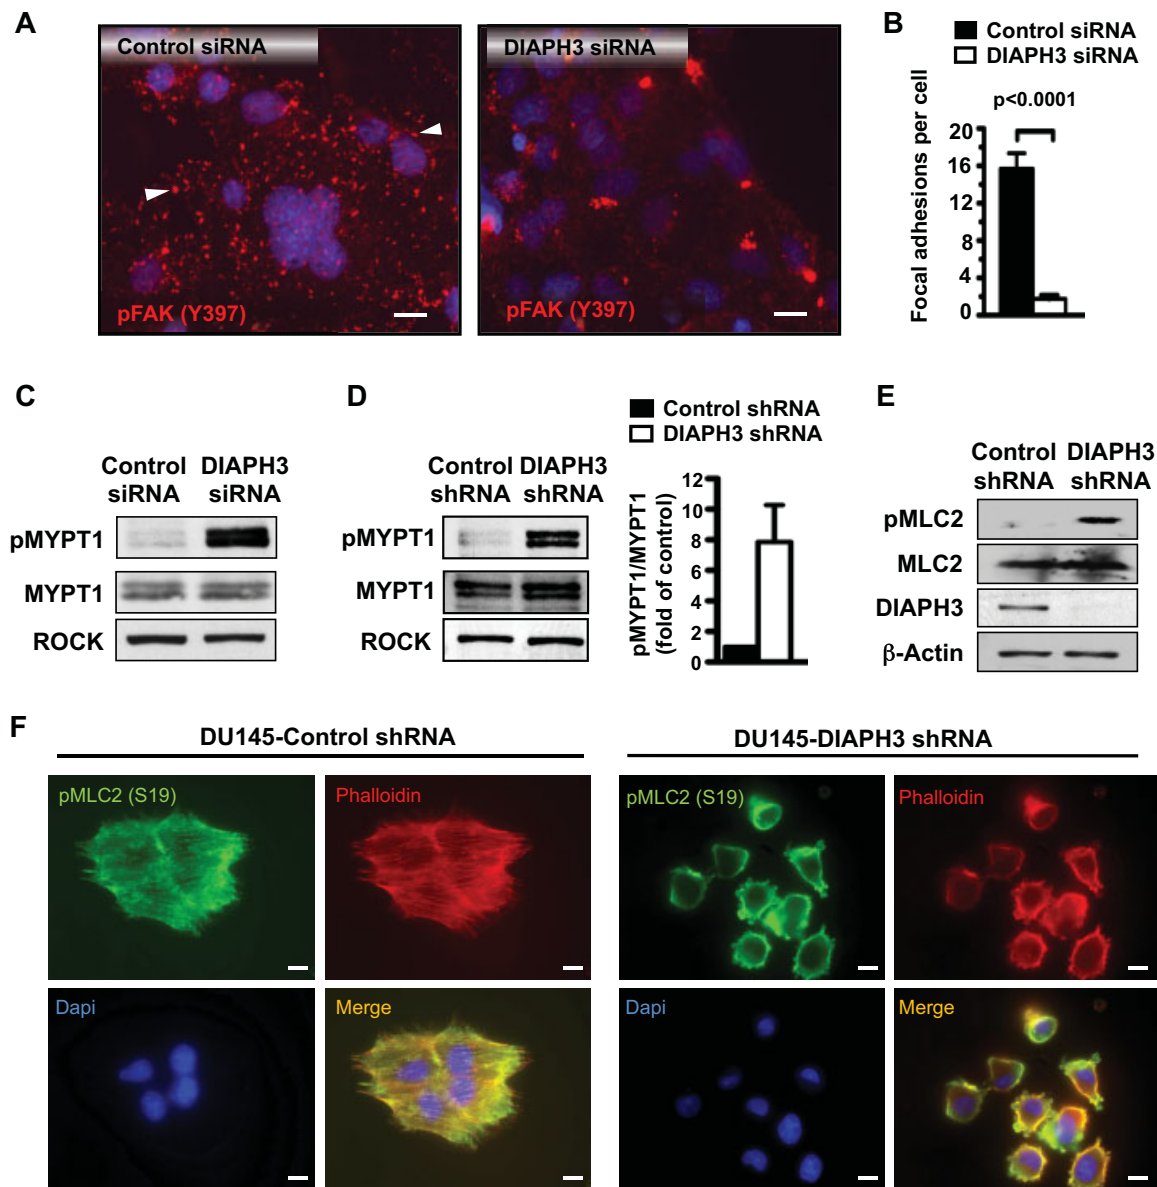 A
Control siRNA
pFAK (Y397)
DIAPH3 siRNA
pFAK (Y397)
B
Control siRNA
DIAPH3 siRNA
p<0.0001
Focal adhesions per cell
20
16
12
8
4
0
C
Control siRNA
DIAPH3 siRNA
pMYPT1
MYPT1
ROCK
D
Control shRNA
DIAPH3 shRNA
pMYPT1
MYPT1
ROCK
Control shRNA
DIAPH3 shRNA
pMYPT1/MYPT1
(fold of control)
12
10
8
6
4
2
0
E
Control shRNA
DIAPH3 shRNA
pMLC2
MLC2
DIAPH3
β-Actin
F
DU145-Control shRNA
pMLC2 (S19)
Phalloidin
Dapi
Merge
DU145-DIAPH3 shRNA
pMLC2 (S19)
Phalloidin
Dapi
Merge